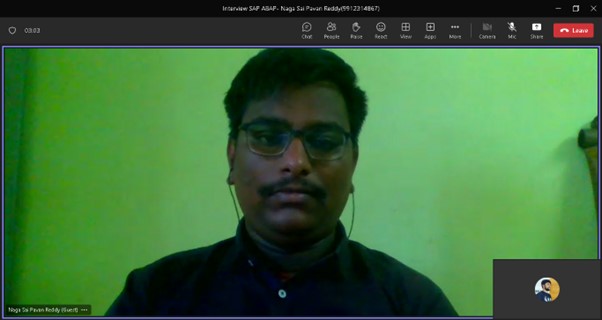 Interview SAP ABAP- Naga Sai Pavan Reddy(9912314867)
03:03
Chat People Raise React View Apps More Camera Mic Share Leave
Naga Sai Pavan Reddy (Guest)